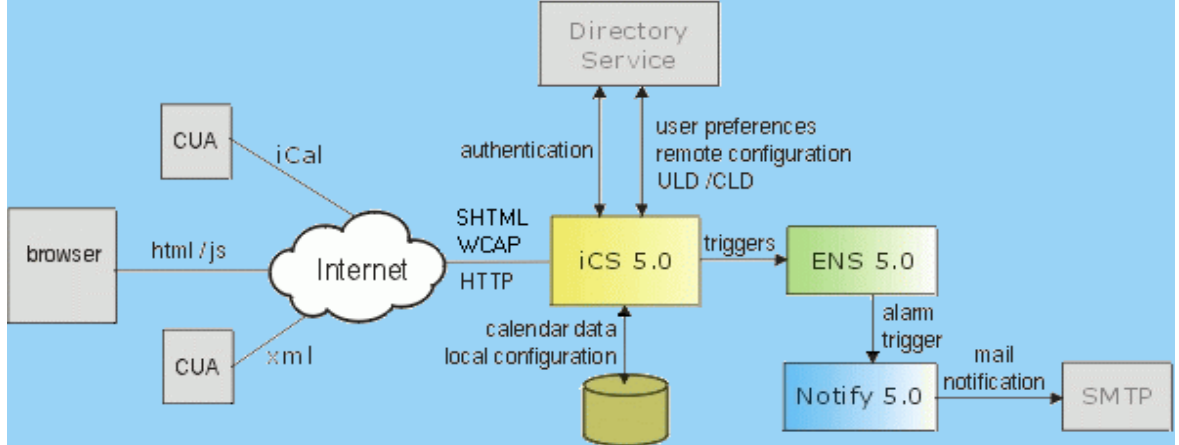 Directory
Service
CUA
iCal
authentication
user preferences
remote configuration
ULD /CLD
browser
html / js
Internet
SHTML
WCAP
HTTP
iCS 5.0
triggers
ENS 5.0
CUA
xml
calendar data
local configuration
alarm
trigger
Notify 5.0
mail
notification
SMTP